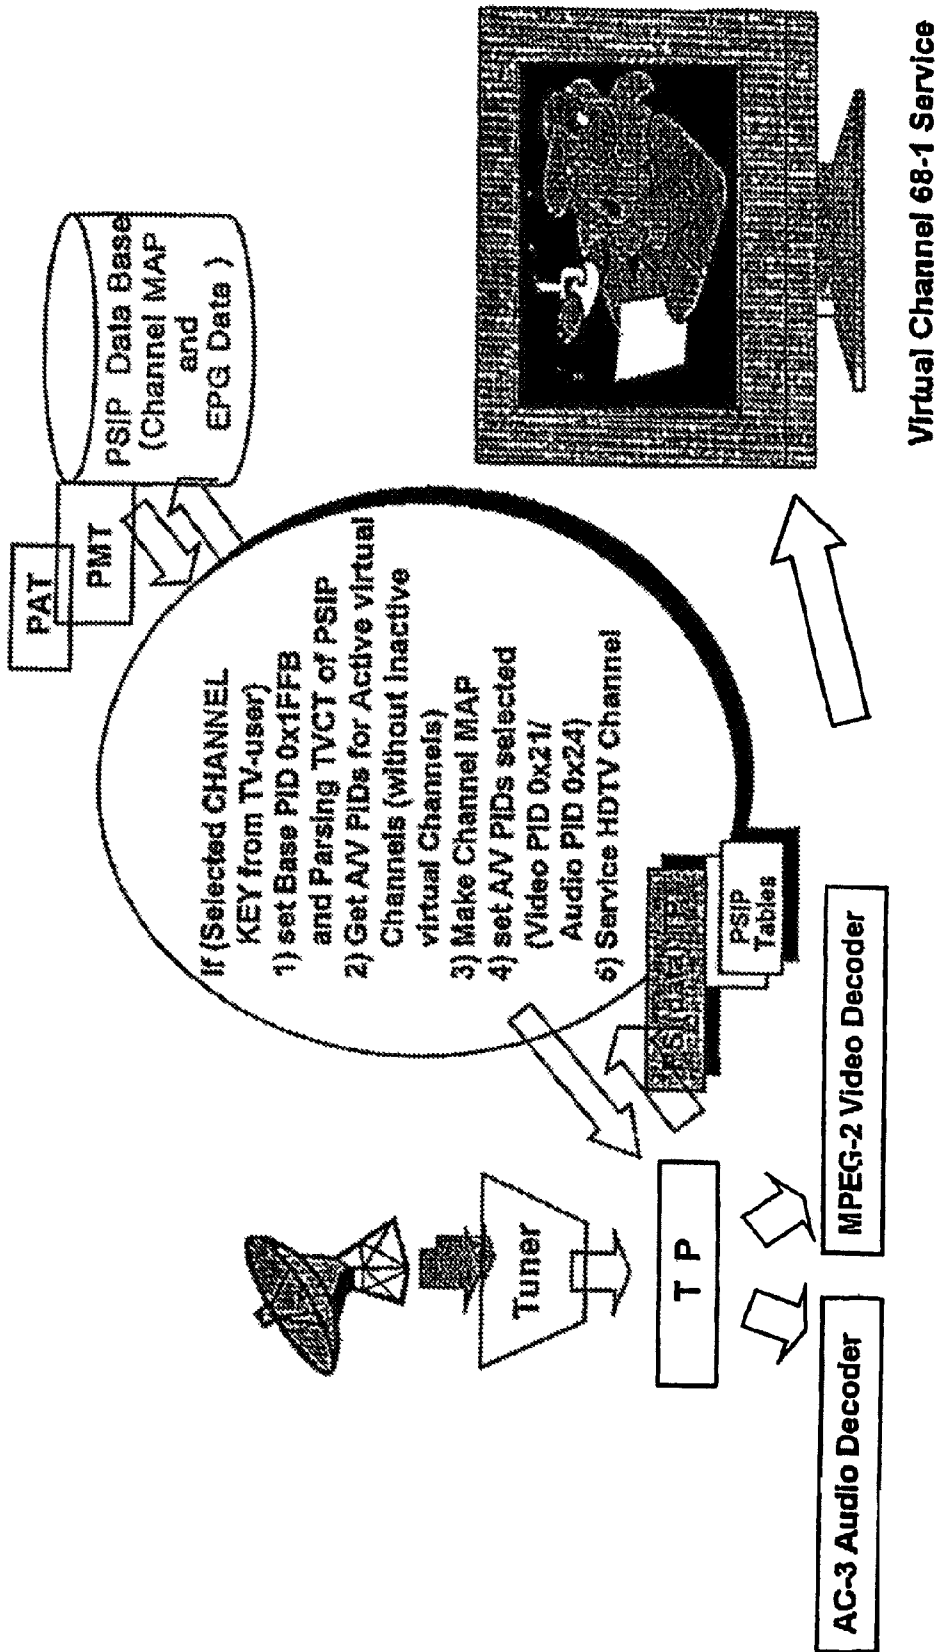 PAT
PMT
PSIP Data Base
(Channel MAP
and
EPG Data )
If (Selected CHANNEL
KEY from TV-user)
1) set Base PID 0x1FFB
and Parsing TVCT of PSIP
2) Get A/V PIDs for Active virtual
Channels (without Inactive
virtual Channels)
3) Make Channel MAP
4) set A/V PIDs selected
(Video PID 0x21/
Audio PID 0x24)
5) Service HDTV Channel
Tuner
T P
PSIP
Tables
AC-3 Audio Decoder
MPEG-2 Video Decoder
Virtual Channel 68-1 Service